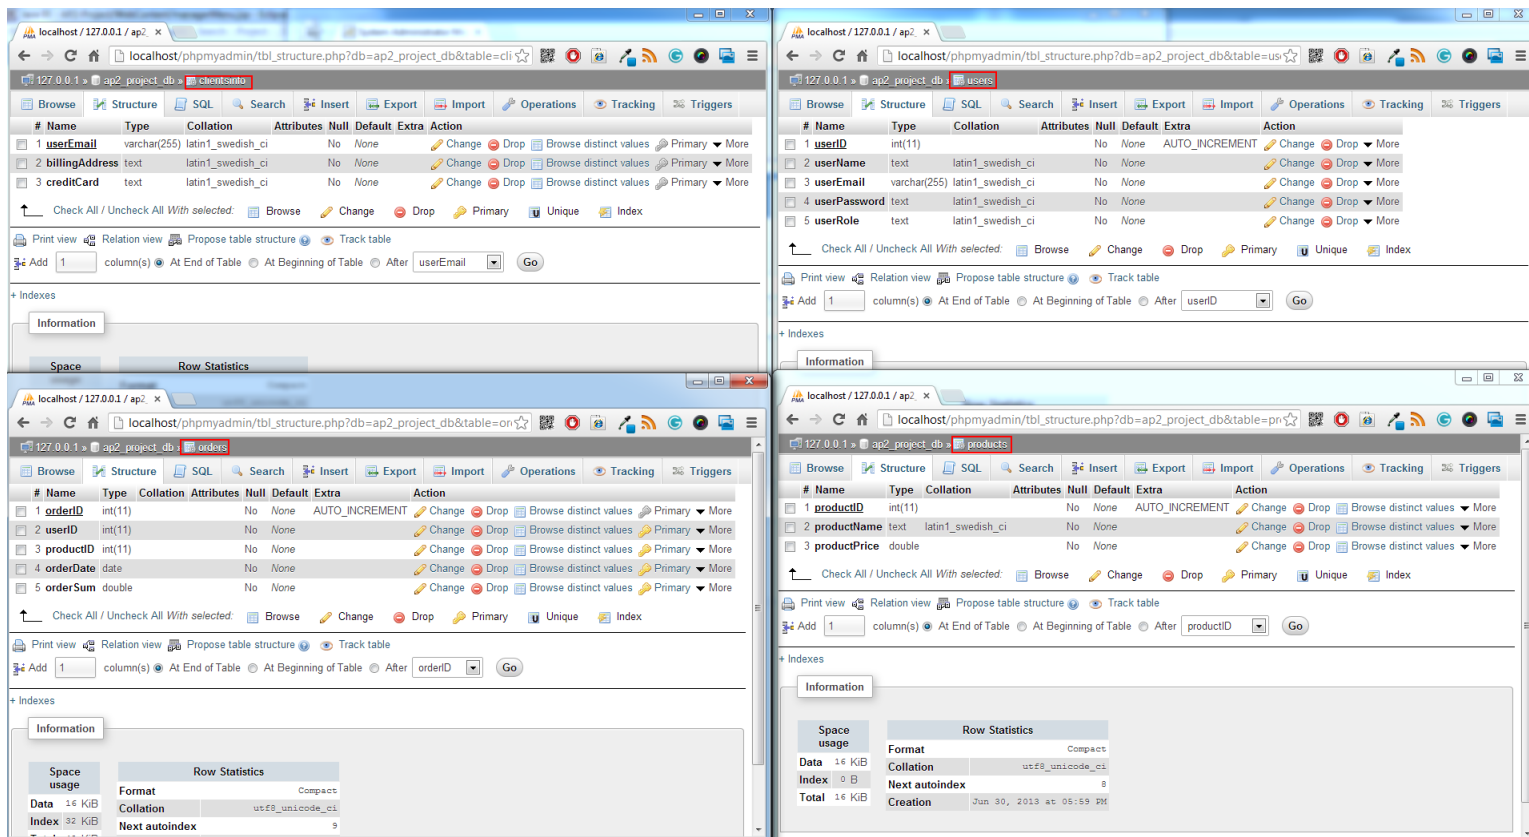 localhost / 127.0.0.1 / ap2_
localhost/phpmyadmin/tbl_structure.php?db=ap2_project_db&table=cli
127.0.0.1 » ap2_project_db » clientsinfo
Browse Structure SQL Search Insert Export Import Operations Tracking Triggers
# Name Type Collation Attributes Null Default Extra Action
1 userEmail varchar(255) latin1_swedish_ci No None Change Drop Browse distinct values Primary More
2 billingAddress text latin1_swedish_ci No None Change Drop Browse distinct values Primary More
3 creditCard text latin1_swedish_ci No None Change Drop Browse distinct values Primary More
Check All / Uncheck All With selected: Browse Change Drop Primary Unique Index
Print view Relation view Propose table structure Track table
Add 1 column(s) At End of Table At Beginning of Table After userEmail Go
+ Indexes
Information
Space
Row Statistics
localhost / 127.0.0.1 / ap2_
localhost/phpmyadmin/tbl_structure.php?db=ap2_project_db&table=us
127.0.0.1 » ap2_project_db » users
Browse Structure SQL Search Insert Export Import Operations Tracking Triggers
# Name Type Collation Attributes Null Default Extra Action
1 userID int(11) No None AUTO_INCREMENT Change Drop More
2 userName text latin1_swedish_ci No None Change Drop More
3 userEmail varchar(255) latin1_swedish_ci No None Change Drop More
4 userPassword text latin1_swedish_ci No None Change Drop More
5 userRole text latin1_swedish_ci No None Change Drop More
Check All / Uncheck All With selected: Browse Change Drop Primary Unique Index
Print view Relation view Propose table structure Track table
Add 1 column(s) At End of Table At Beginning of Table After userID Go
+ Indexes
Information
localhost / 127.0.0.1 / ap2_
localhost/phpmyadmin/tbl_structure.php?db=ap2_project_db&table=or
127.0.0.1 » ap2_project_db » orders
Browse Structure SQL Search Insert Export Import Operations Tracking Triggers
# Name Type Collation Attributes Null Default Extra Action
1 orderID int(11) No None AUTO_INCREMENT Change Drop Browse distinct values Primary More
2 userID int(11) No None Change Drop Browse distinct values Primary More
3 productID int(11) No None Change Drop Browse distinct values Primary More
4 orderDate date No None Change Drop Browse distinct values Primary More
5 orderSum double No None Change Drop Browse distinct values Primary More
Check All / Uncheck All With selected: Browse Change Drop Primary Unique Index
Print view Relation view Propose table structure Track table
Add 1 column(s) At End of Table At Beginning of Table After orderID Go
+ Indexes
Information
Space usage
Data 16 KiB
Index 32 KiB
Row Statistics
Format Compact
Collation utf8_unicode_ci
Next autoindex 9
localhost / 127.0.0.1 / ap2_
localhost/phpmyadmin/tbl_structure.php?db=ap2_project_db&table=pr
127.0.0.1 » ap2_project_db » products
Browse Structure SQL Search Insert Export Import Operations Tracking Triggers
# Name Type Collation Attributes Null Default Extra Action
1 productID int(11) No None AUTO_INCREMENT Change Drop Browse distinct values More
2 productName text latin1_swedish_ci No None Change Drop Browse distinct values More
3 productPrice double No None Change Drop Browse distinct values More
Check All / Uncheck All With selected: Browse Change Drop Primary Unique Index
Print view Relation view Propose table structure Track table
Add 1 column(s) At End of Table At Beginning of Table After productID Go
+ Indexes
Information
Space usage
Data 16 KiB
Index 0 B
Total 16 KiB
Row Statistics
Format Compact
Collation utf8_unicode_ci
Next autoindex 8
Creation Jun 30, 2013 at 05:59 PM